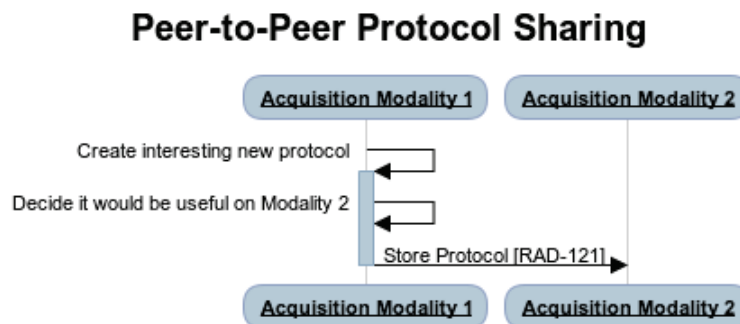 Peer-to-Peer Protocol Sharing
Acquisition Modality 1
Acquisition Modality 2
Create interesting new protocol
Decide it would be useful on Modality 2
Store Protocol [RAD-121]
Acquisition Modality 1
Acquisition Modality 2